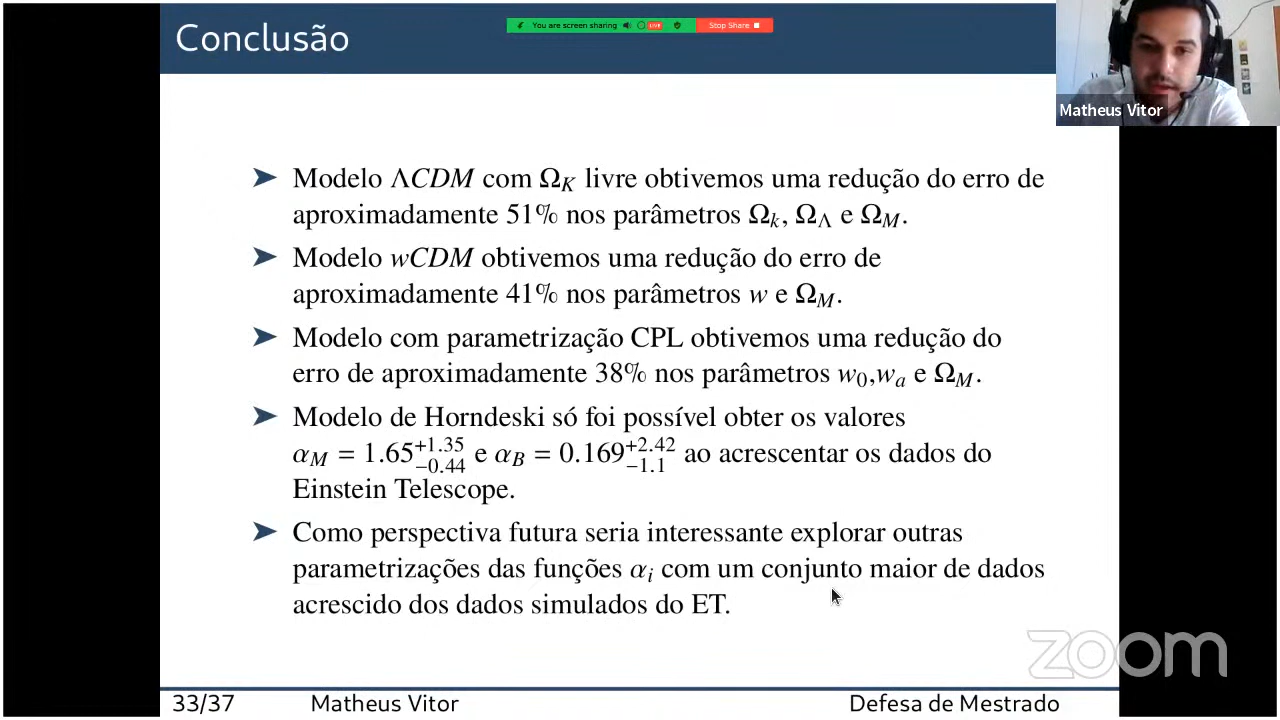 Conclusão
You are screen sharing
LIVE
Stop Share
Matheus Vitor
➤ Modelo ΛCDM com Ω_K livre obtivemos uma redução do erro de
aproximadamente 51% nos parâmetros Ω_k, Ω_Λ e Ω_M.
➤ Modelo wCDM obtivemos uma redução do erro de
aproximadamente 41% nos parâmetros w e Ω_M.
➤ Modelo com parametrização CPL obtivemos uma redução do
erro de aproximadamente 38% nos parâmetros w_0,w_a e Ω_M.
➤ Modelo de Horndeski só foi possível obter os valores
α_M = 1.65^{+1.35}_{−0.44} e α_B = 0.169^{+2.42}_{−1.1} ao acrescentar os dados do
Einstein Telescope.
➤ Como perspectiva futura seria interessante explorar outras
parametrizações das funções α_i com um conjunto maior de dados
acrescido dos dados simulados do ET.
zoom
33/37 Matheus Vitor Defesa de Mestrado